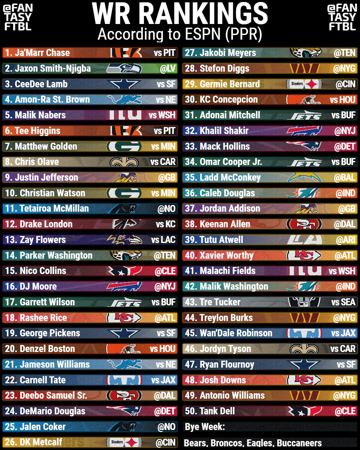 @FAN
TASY
FTBL
WR RANKINGS
According to ESPN (PPR)
@FAN
TASY
FTBL
1. Ja'Marr Chase vs PIT
2. Jaxon Smith-Njigba @LV
3. CeeDee Lamb vs SF
4. Amon-Ra St. Brown vs NE
5. Malik Nabers vs WSH
6. Tee Higgins vs PIT
7. Matthew Golden vs MIN
8. Chris Olave vs CAR
9. Justin Jefferson @GB
10. Christian Watson vs MIN
11. Tetairoa McMillan @NO
12. Drake London vs KC
13. Zay Flowers vs LAC
14. Parker Washington @TEN
15. Nico Collins @CLE
16. DJ Moore @NYJ
17. Garrett Wilson vs BUF
18. Rashee Rice @ATL
19. George Pickens vs SF
20. Denzel Boston vs HOU
21. Jameson Williams vs NE
22. Carnell Tate vs JAX
23. Deebo Samuel Sr. @DAL
24. DeMario Douglas @DET
25. Jalen Coker @NO
26. DK Metcalf Steelers @CIN
27. Jakobi Meyers @TEN
28. Stefon Diggs @NYG
29. Germie Bernard Steelers @CIN
30. KC Concepcion vs HOU
31. Adonai Mitchell JETS vs BUF
32. Khalil Shakir @NYJ
33. Mack Hollins @DET
34. Omar Cooper Jr. JETS vs BUF
35. Ladd McConkey @BAL
36. Caleb Douglas @IND
37. Jordan Addison @GB
38. Keenan Allen @DAL
39. Tutu Atwell @ARI
40. Xavier Worthy @ATL
41. Malachi Fields vs WSH
42. Malik Washington @IND
43. Tre Tucker vs SEA
44. Treylon Burks @NYG
45. Wan'Dale Robinson vs JAX
46. Jordyn Tyson vs CAR
47. Ryan Flournoy vs SF
48. Josh Downs @ATL
49. Antonio Williams @NYG
50. Tank Dell @CLE
Bye Week:
Bears, Broncos, Eagles, Buccaneers